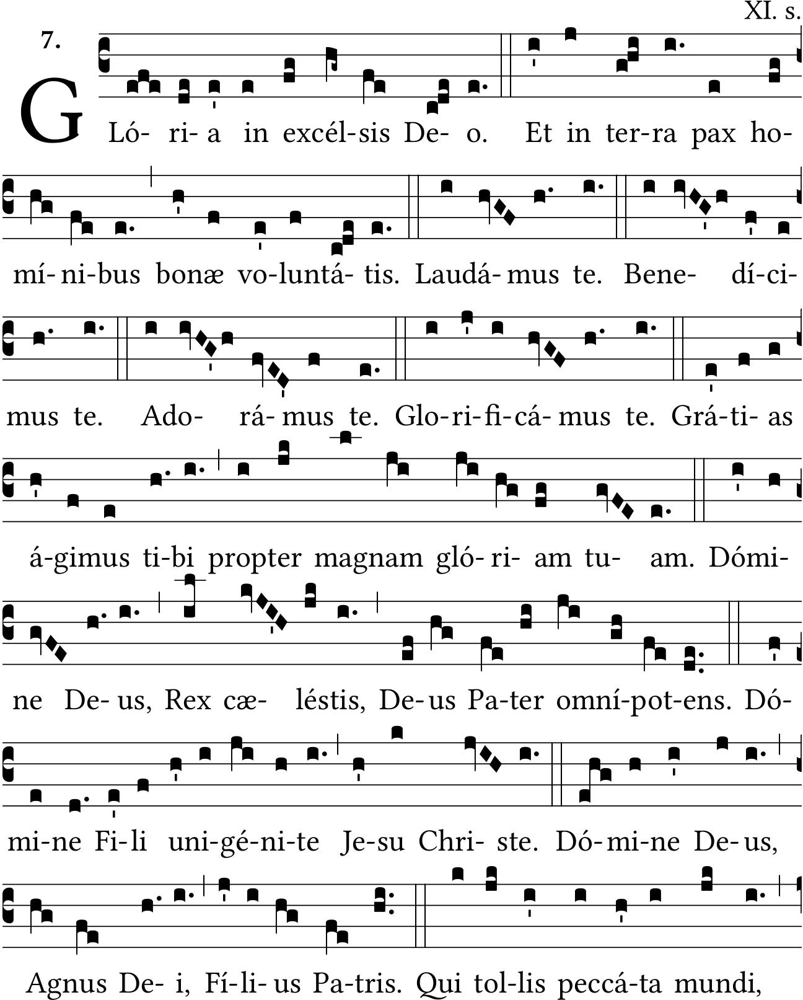 XI. s.
7.
G Ló- ri- a in excél-sis De- o. Et in ter-ra pax ho-
mí- ni-bus bonæ vo-luntá- tis. Laudá- mus te. Bene- dí-ci-
mus te. Ado- rá- mus te. Glo-ri-fi-cá- mus te. Grá-ti- as
á-gimus ti-bi propter magnam gló- ri- am tu- am. Dómi-
ne De- us, Rex cæ- léstis, De-us Pa-ter omní-pot-ens. Dó-
mi-ne Fi-li uni-gé-ni-te Je-su Chri- ste. Dó-mi-ne De-us,
Agnus De- i, Fí-li- us Pa-tris. Qui tol-lis peccá-ta mundi,